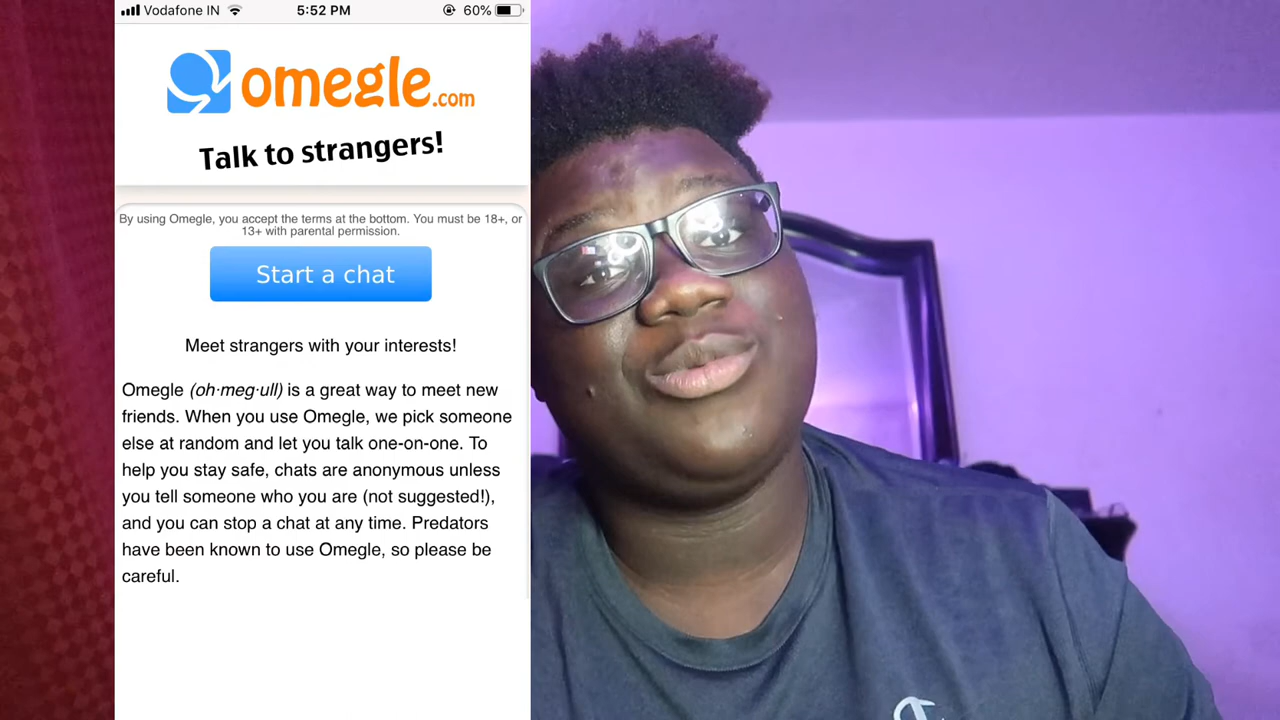 Vodafone IN 5:52 PM 60%
omegle.com
Talk to strangers!
By using Omegle, you accept the terms at the bottom. You must be 18+, or
13+ with parental permission.
Start a chat
Meet strangers with your interests!
Omegle (oh·meg·ull) is a great way to meet new
friends. When you use Omegle, we pick someone
else at random and let you talk one-on-one. To
help you stay safe, chats are anonymous unless
you tell someone who you are (not suggested!),
and you can stop a chat at any time. Predators
have been known to use Omegle, so please be
careful.